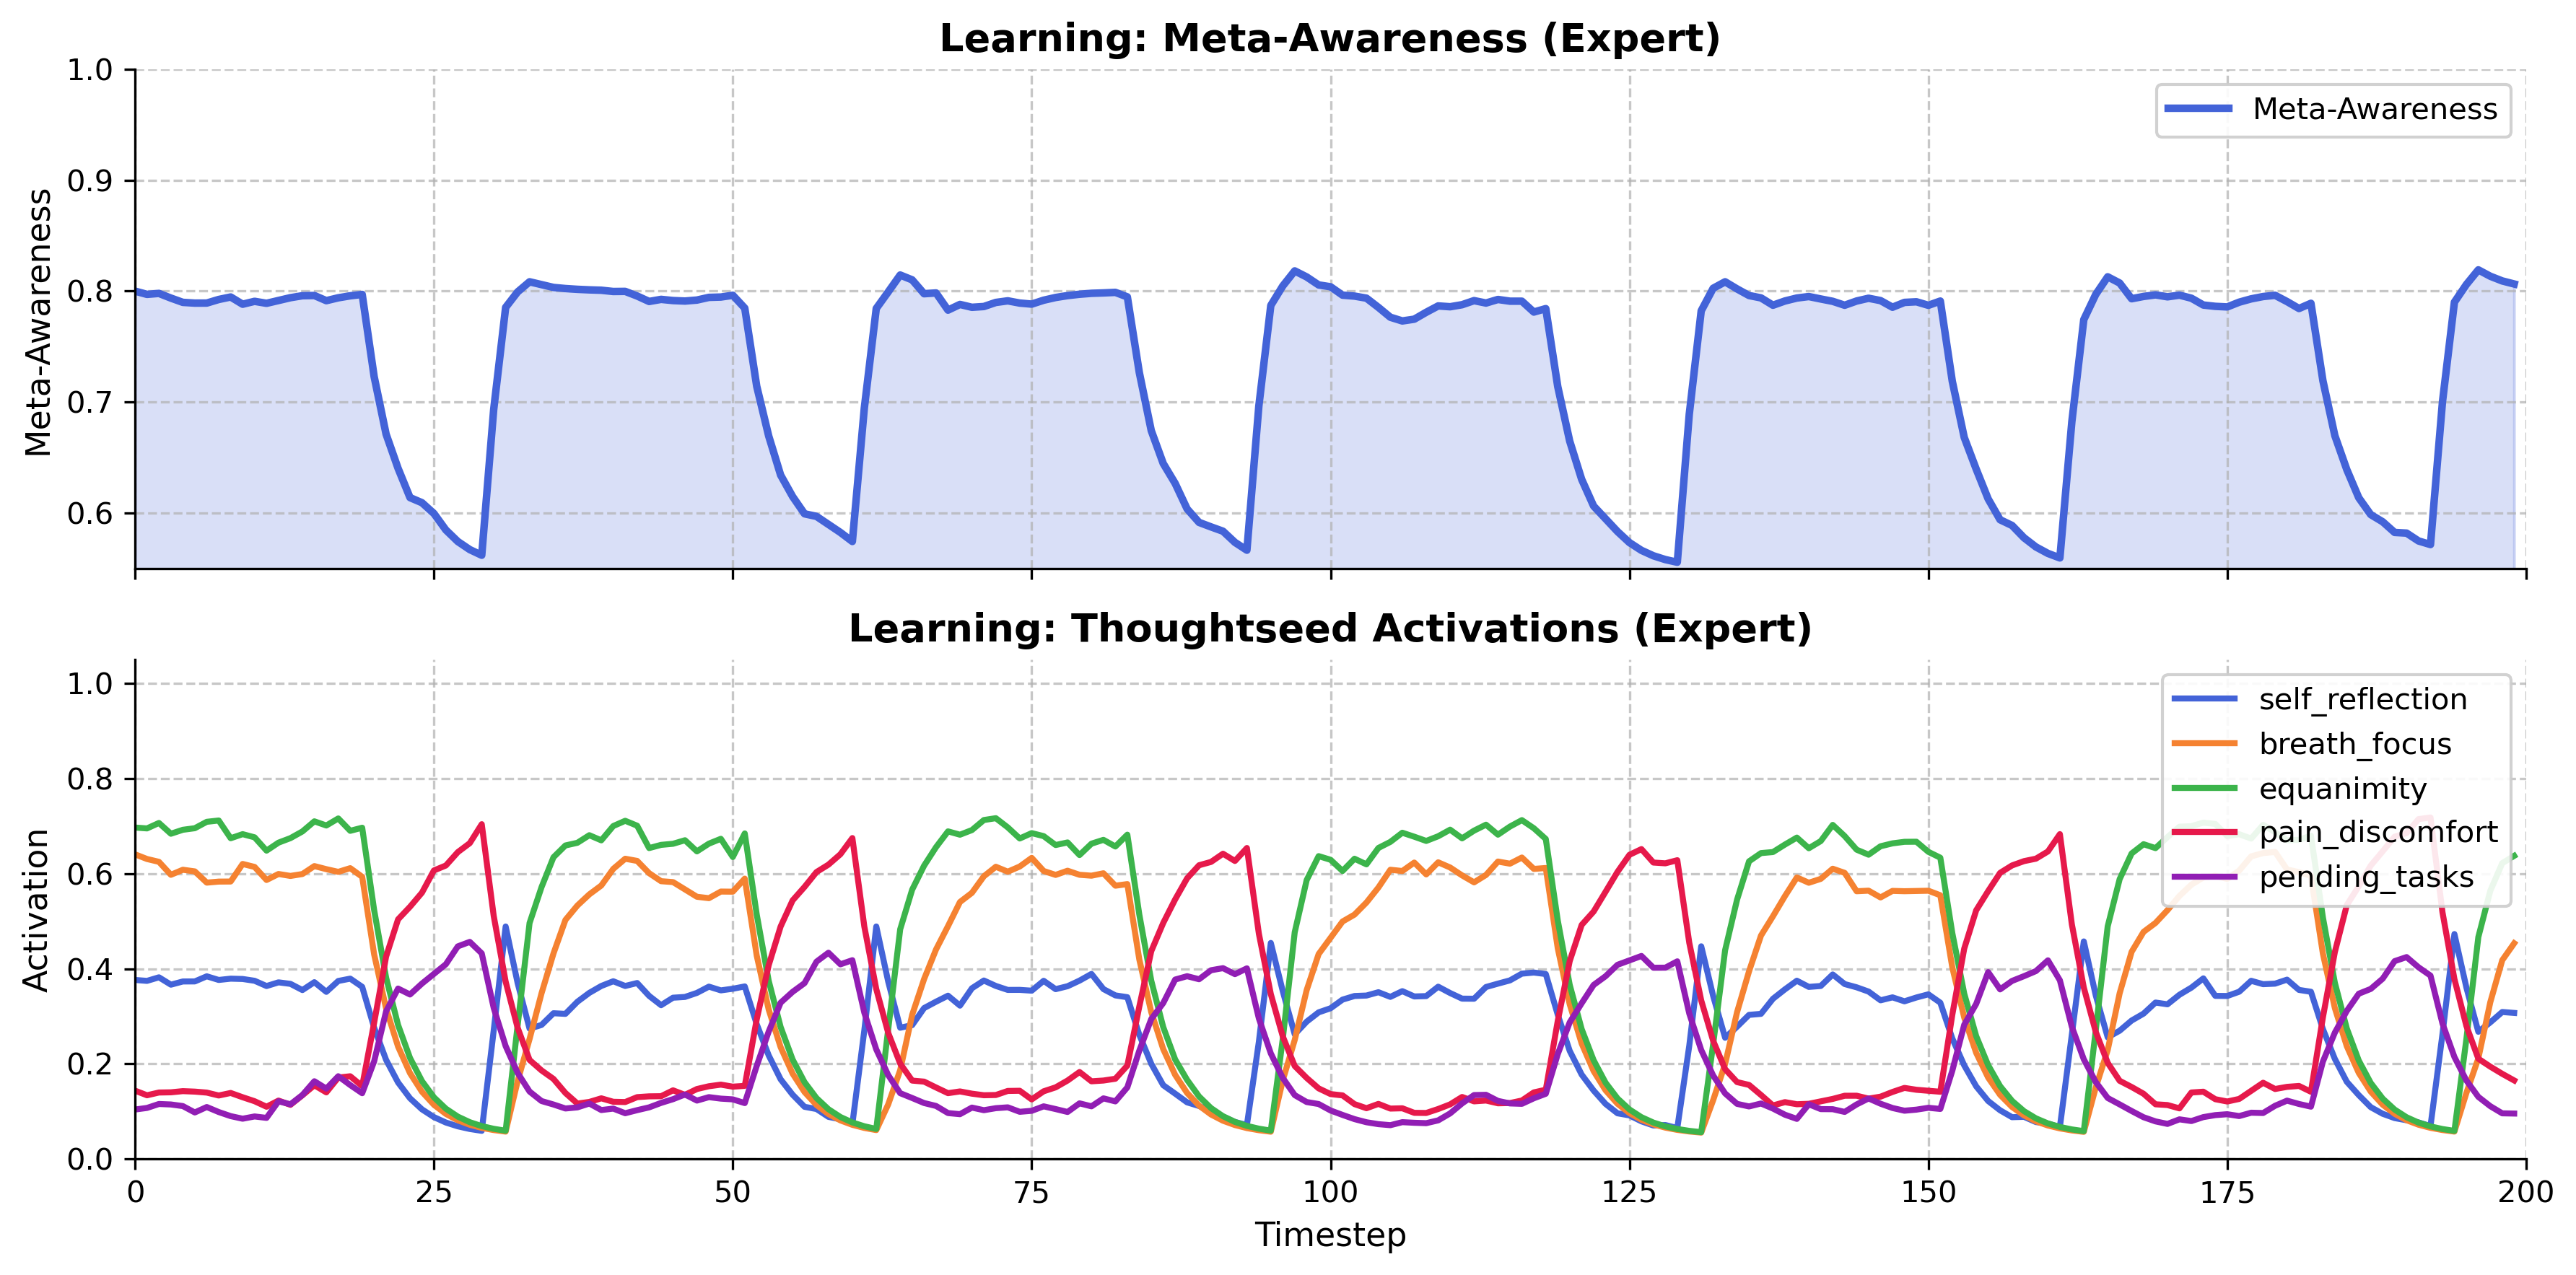 Learning: Meta-Awareness (Expert)
1.0
0.9
0.8
0.7
0.6
Meta-Awareness
Meta-Awareness
Learning: Thoughtseed Activations (Expert)
1.0
0.8
0.6
0.4
0.2
0.0
Activation
self_reflection
breath_focus
equanimity
pain_discomfort
pending_tasks
0 25 50 75 100 125 150 175 200
Timestep